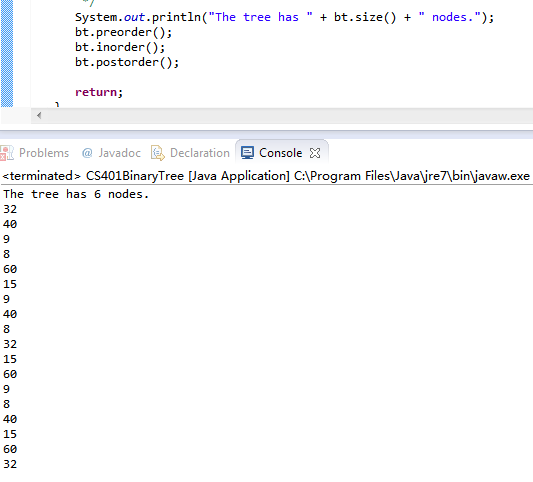 */
System.out.println("The tree has " + bt.size() + " nodes.");
bt.preorder();
bt.inorder();
bt.postorder();
return;
}
Problems @ Javadoc Declaration Console
<terminated> CS401BinaryTree [Java Application] C:\Program Files\Java\jre7\bin\javaw.exe
The tree has 6 nodes.
32
40
9
8
60
15
9
40
8
32
15
60
9
8
40
15
60
32